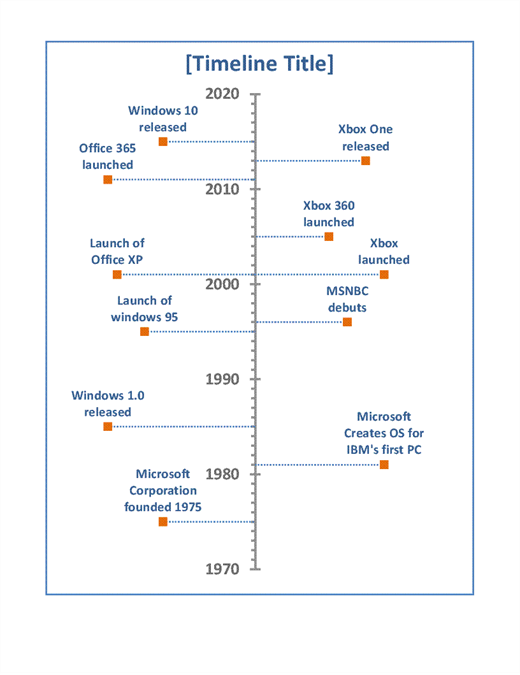 [Timeline Title]
2020
Windows 10
released
Xbox One
released
Office 365
launched
2010
Xbox 360
launched
Launch of
Office XP
Xbox
launched
2000
MSNBC
debuts
Launch of
windows 95
1990
Windows 1.0
released
Microsoft
Creates OS for
IBM's first PC
1980
Microsoft
Corporation
founded 1975
1970